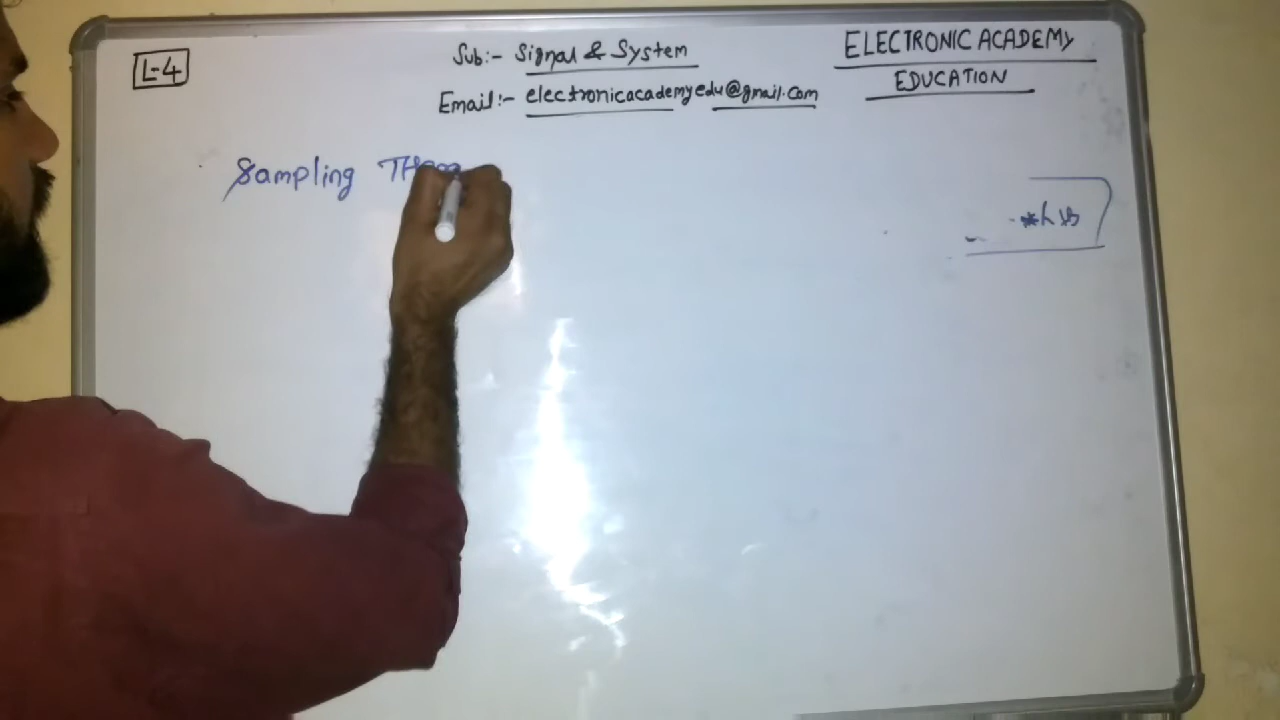 L-4
Sub:- Signal & System
Email:- electronicacademyedu@gmail.com
ELECTRONIC ACADEMY
EDUCATION
Sampling